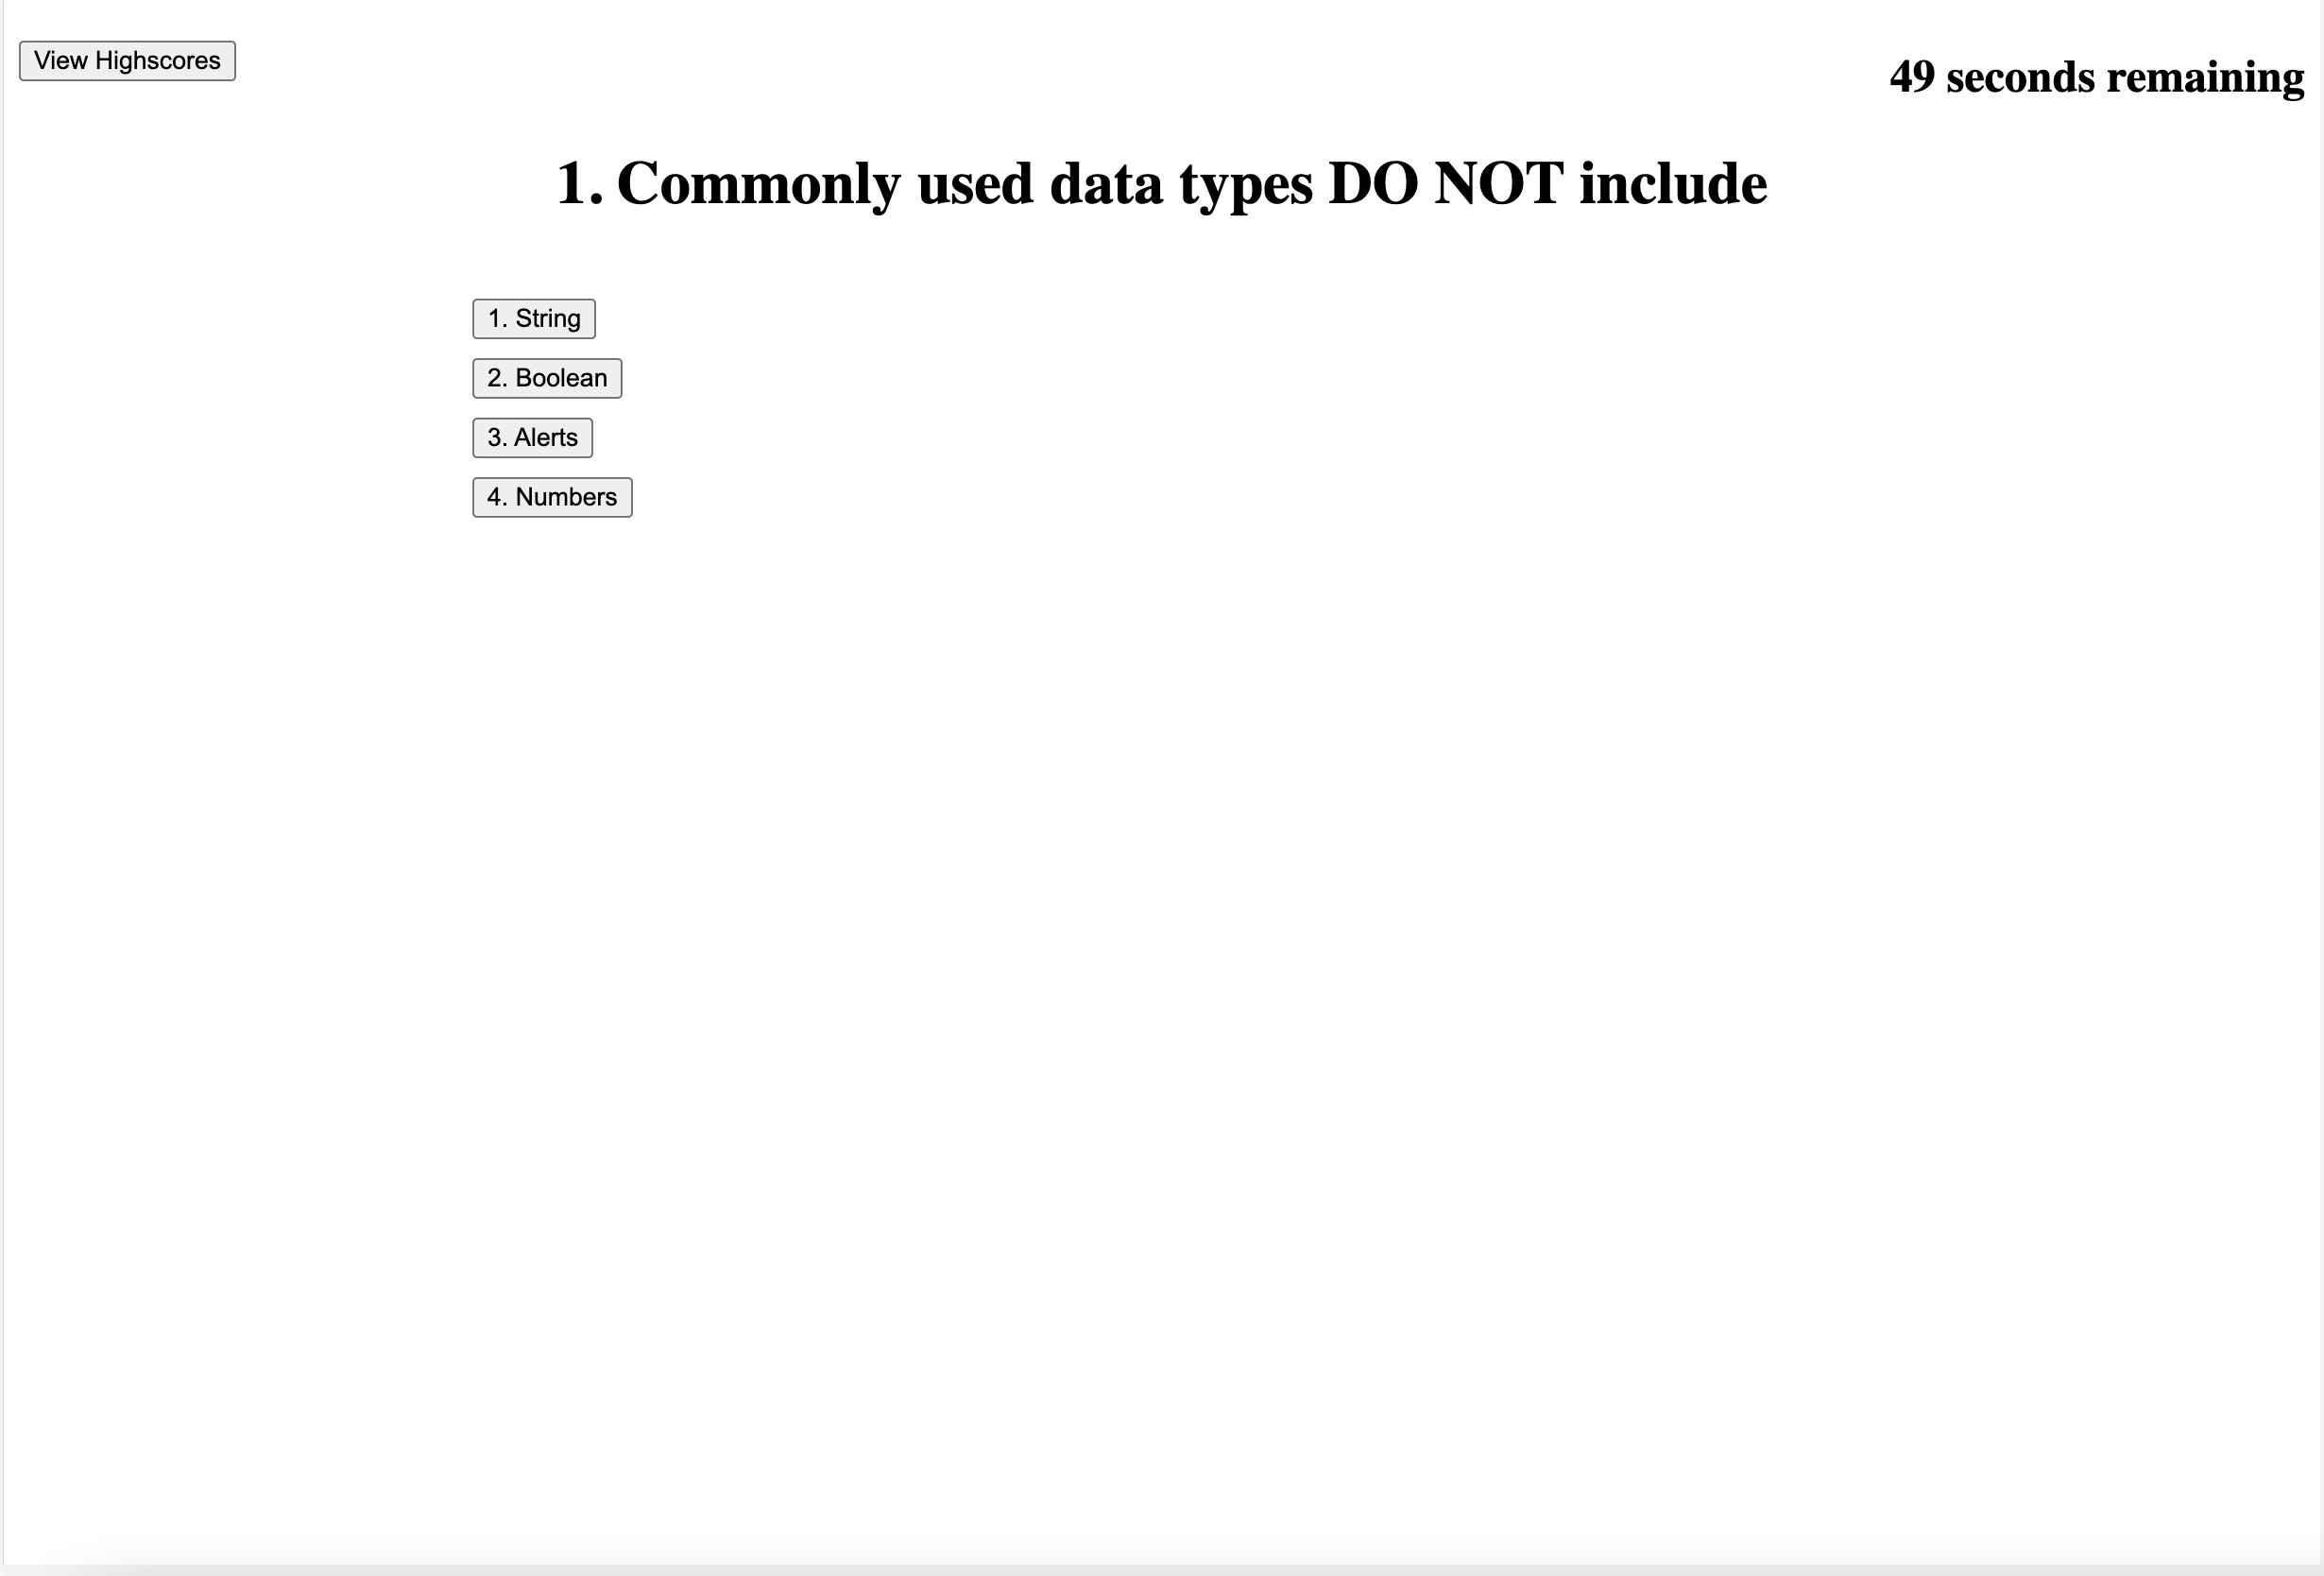 View Highscores
49 seconds remaining
1. Commonly used data types DO NOT include
1. String
2. Boolean
3. Alerts
4. Numbers